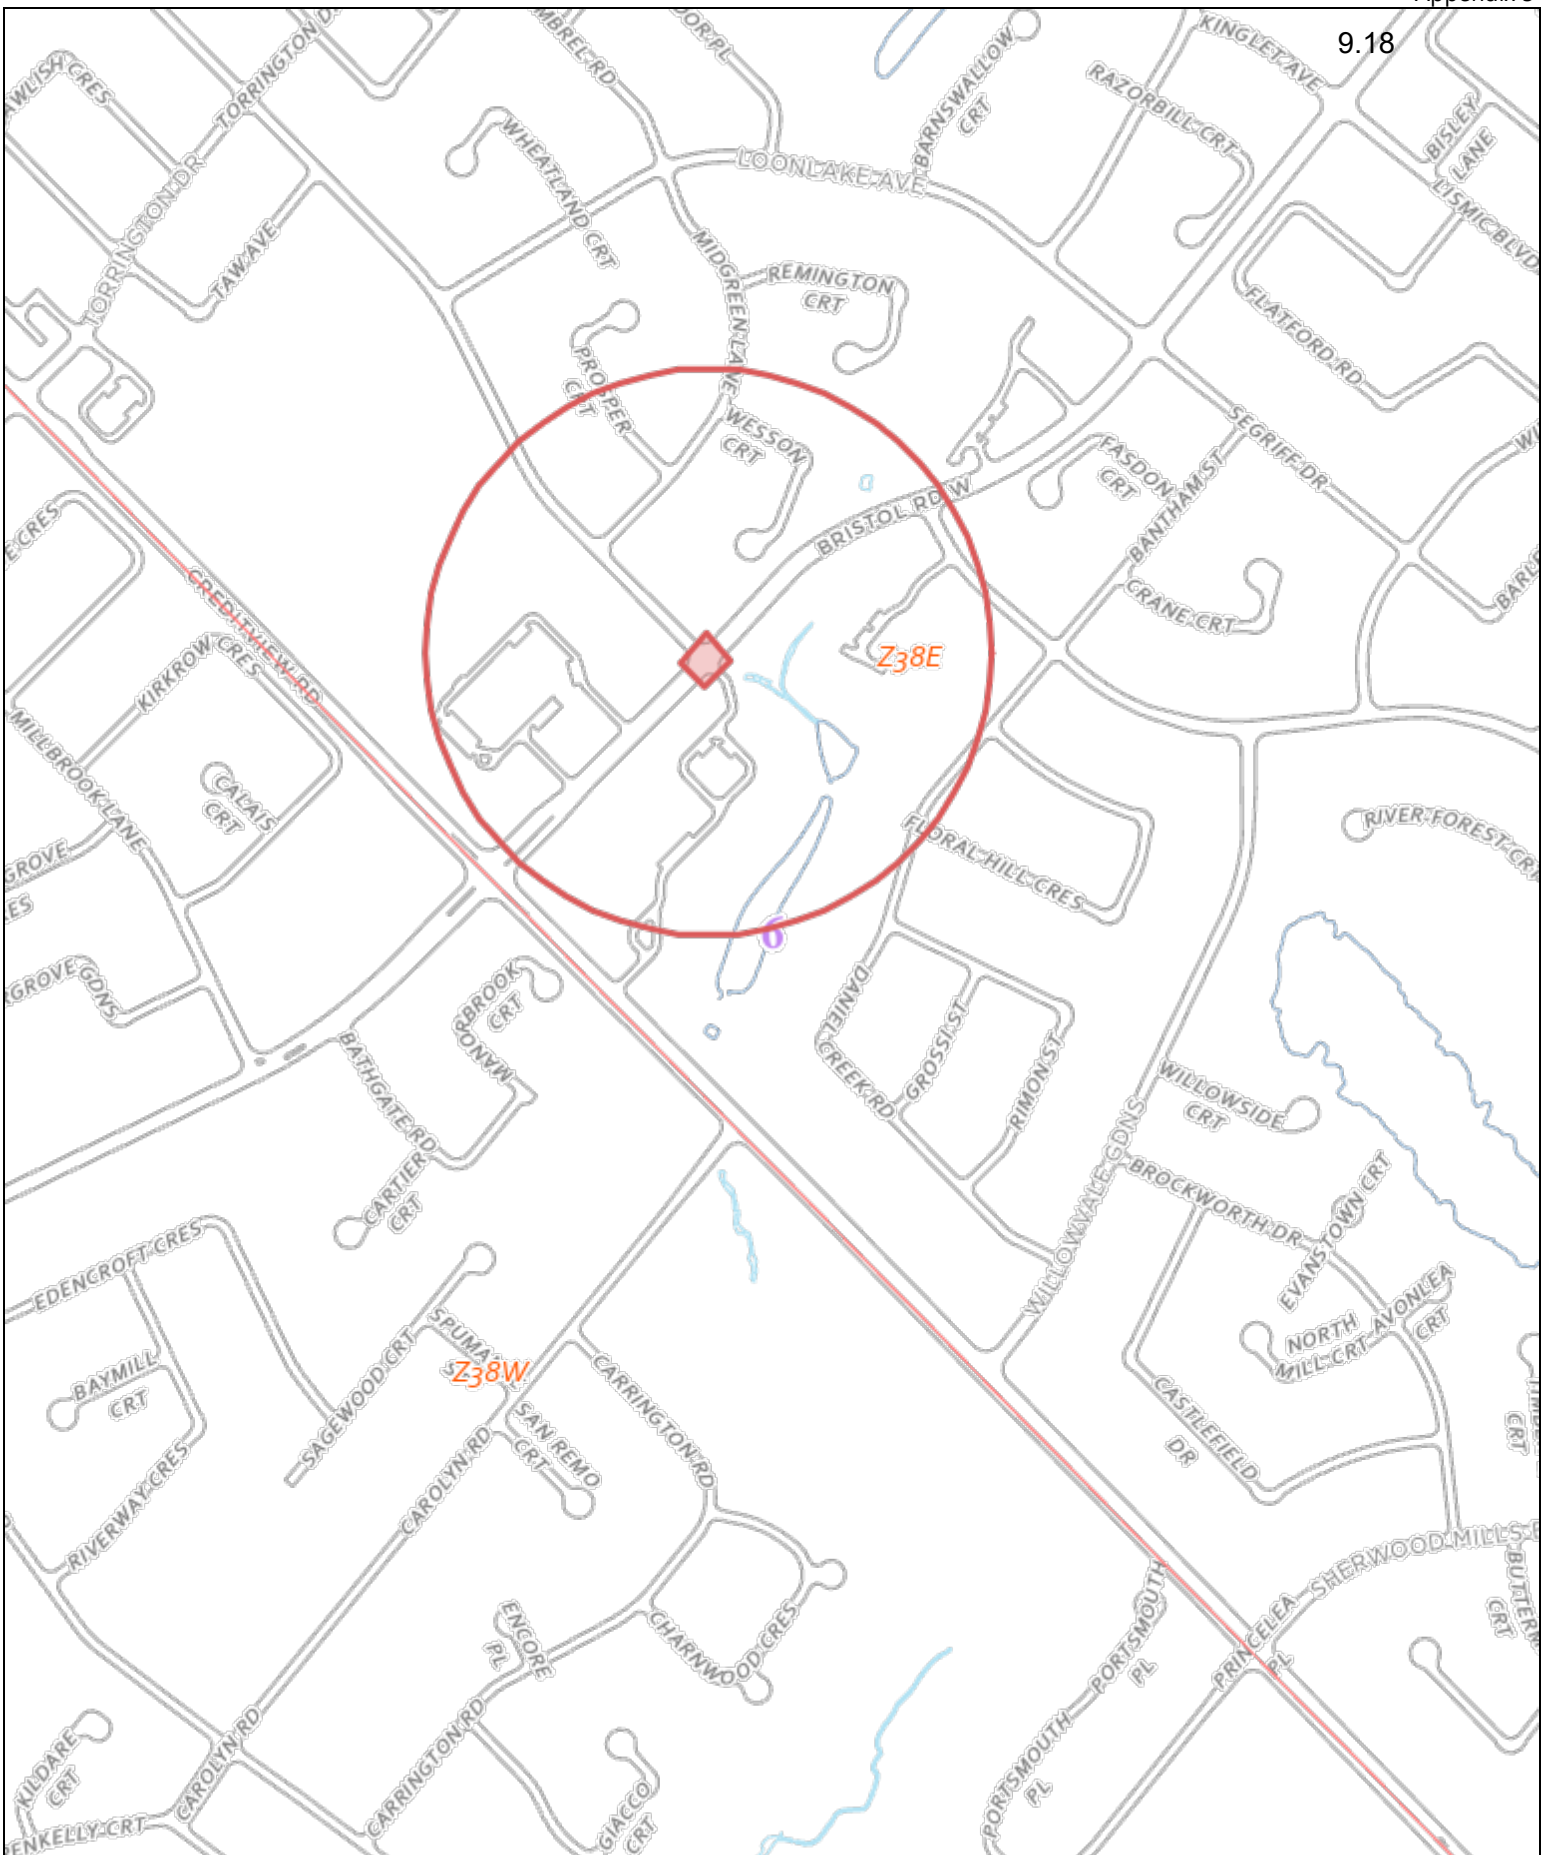 9.18
TORRINGTON DR
KINGLET AVE
BARNSWALLOW
CRT
RAZORBILL CRT
BISLEY
LANE
LISMIC BLVD
WHEATLAND CRT
LOONLAKE AVE
TORRINGTON DR
TAW AVE
MIDGREEN LANE
REMINGTON
CRT
FLATFORD RD
PROSPER
CRT
WESSON
CRT
SEGRIFF DR
FASDON
CRT
BANTHAM ST
BRISTOL RD W
CRANE CRT
CREDITVIEW RD
KIRKROW CRES
Z38E
MILLBROOK LANE
CALAIS
CRT
FLORAL HILL CRES
RIVER FOREST CRT
GROVE
6
GDNS
DANIEL
CREEK RD
GROSSI ST
RIMON ST
MANORBROOK
CRT
BATHGATE RD
CARTIER
CRT
WILLOWSIDE
CRT
WILLOWVALE GDNS
BROCKWORTH DR
EVANSTOWN CRT
EDENCROFT CRES
NORTH
MILL CRT
AVONLEA
CRT
BAYMILL
CRT
SAGEWOOD CRT
Z38W
CARRINGTON RD
CASTLEFIELD
DR
CRT
SAN REMO
CRT
CAROLYN RD
RIVERWAY CRES
SHERWOOD MILLS
ENCORE
PL
CHARNWOOD CRES
PORTSMOUTH
PL
PRINCELEA
PL
CRT
KILDARE
CRT
CAROLYN RD
CARRINGTON RD
GIACCO
CRT
PORTSMOUTH
PL